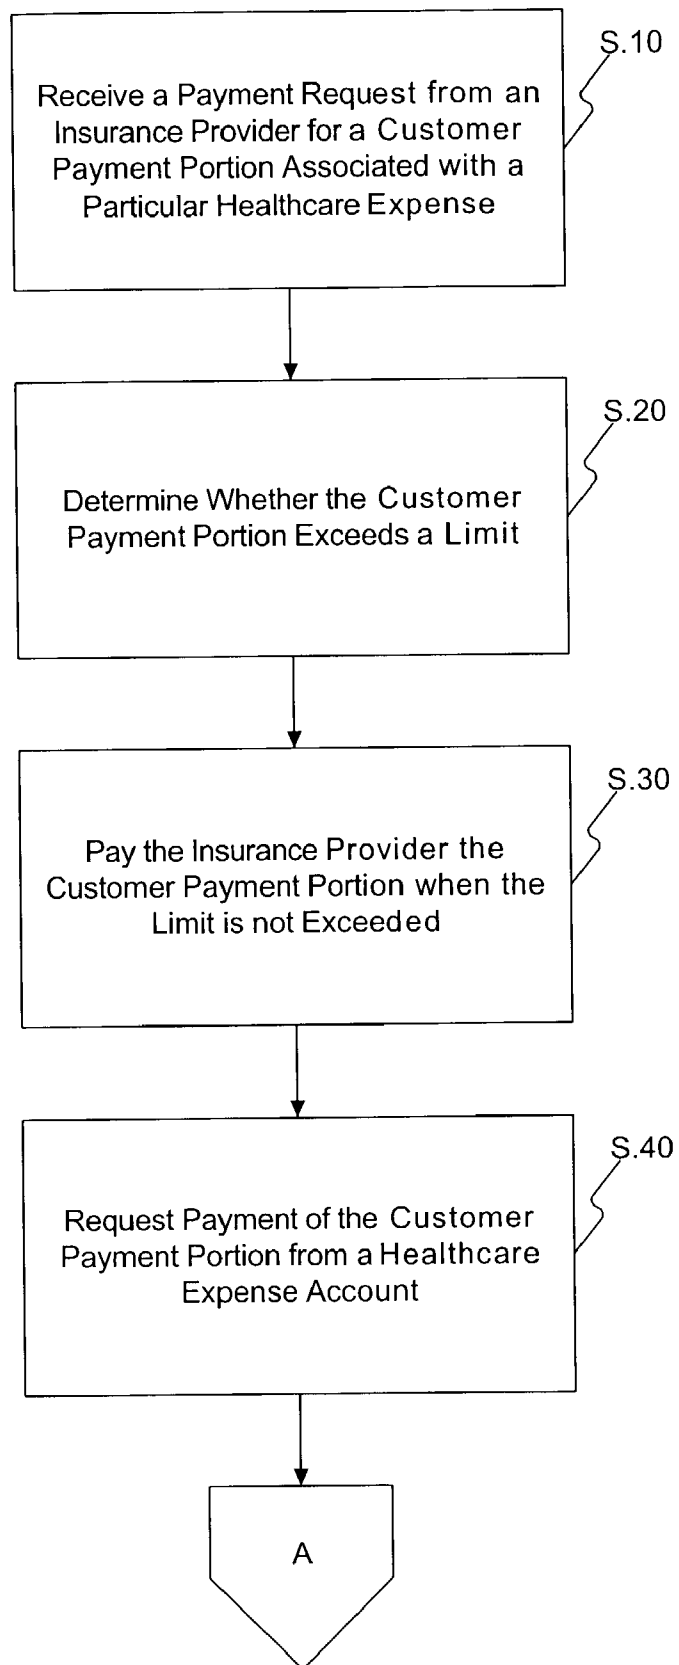 S.10
Receive a Payment Request from an
Insurance Provider for a Customer
Payment Portion Associated with a
Particular Healthcare Expense
S.20
Determine Whether the Customer
Payment Portion Exceeds a Limit
S.30
Pay the Insurance Provider the
Customer Payment Portion when the
Limit is not Exceeded
S.40
Request Payment of the Customer
Payment Portion from a Healthcare
Expense Account
A